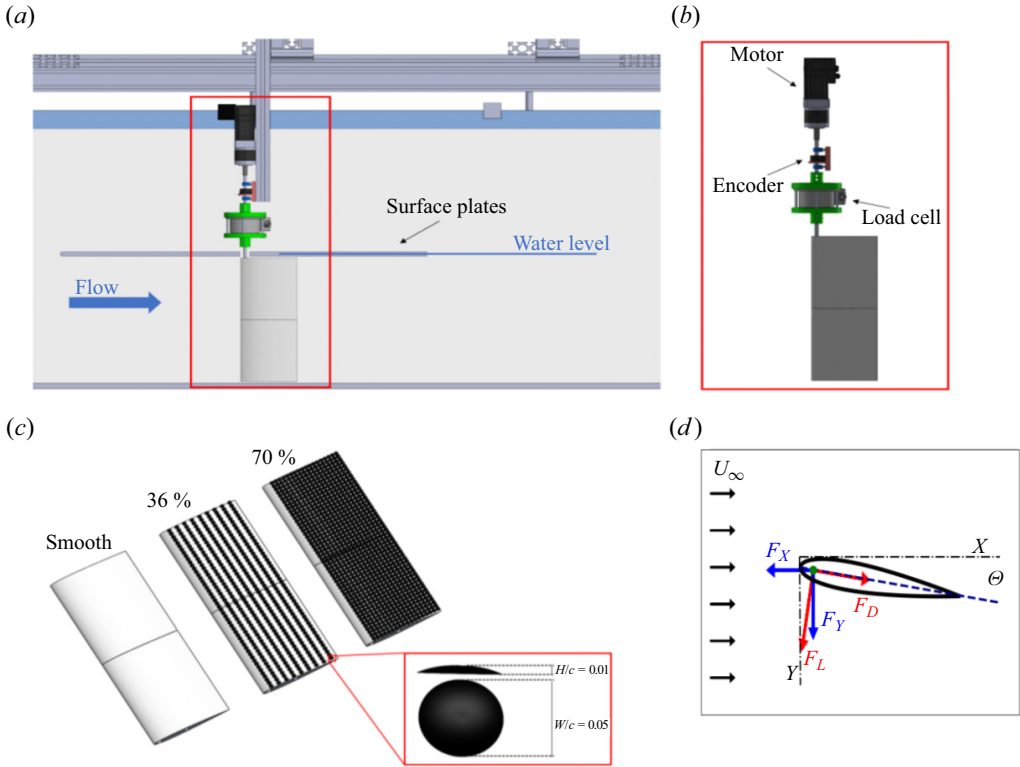 (a)
Surface plates
Water level
Flow
(b)
Motor
Encoder
Load cell
(c)
70 %
36 %
Smooth
H/c = 0.01
W/c = 0.05
(d)
U∞
X
F_X
Θ
F_D
F_Y
F_L
Y